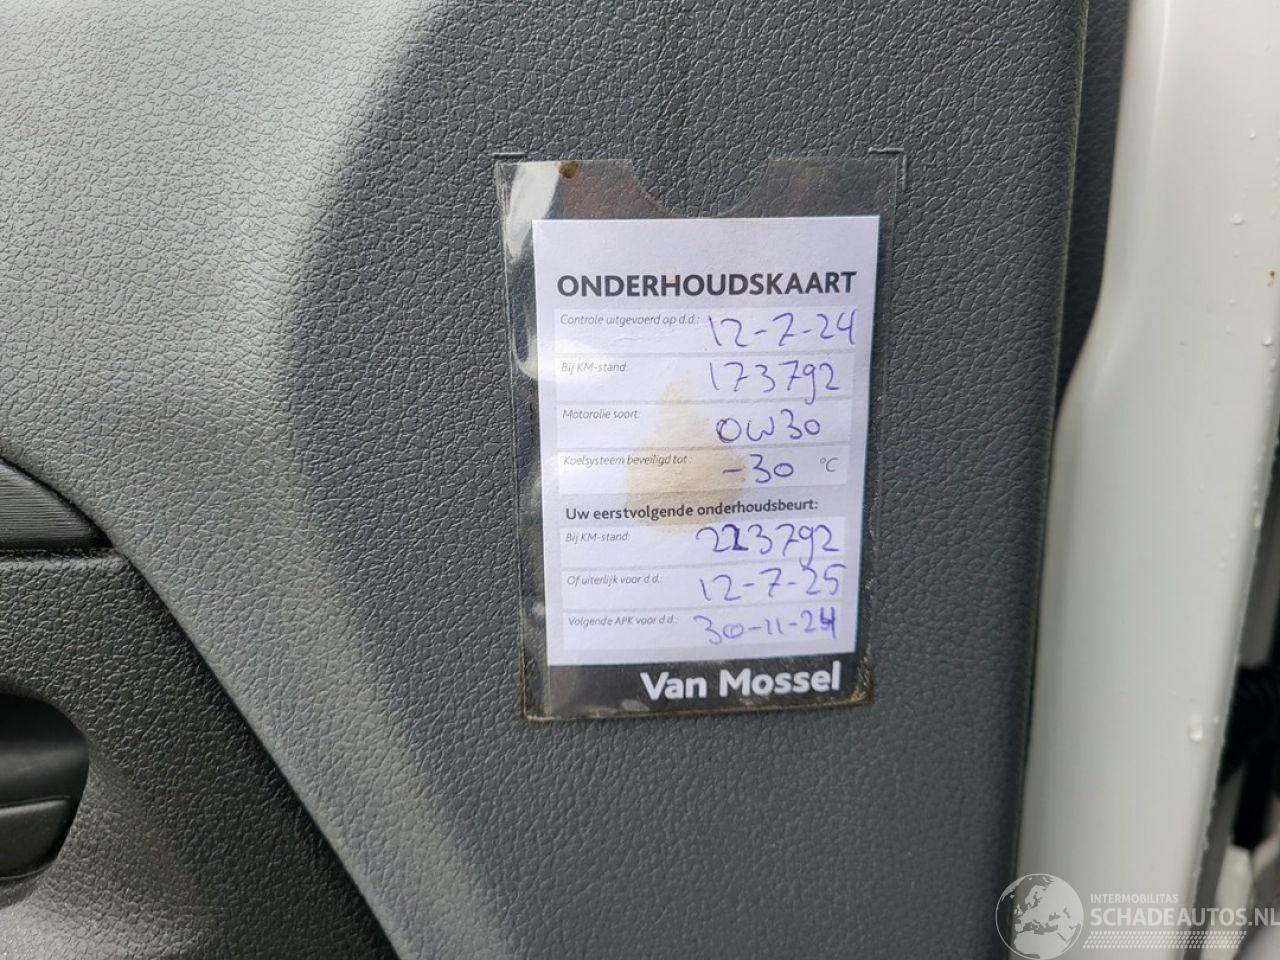 ONDERHOUDSKAART
Controle uitgevoerd op d.d.: 12-7-24
Bij KM-stand: 173792
Motorolie soort: 0W30
Koelsysteem beveiligd tot: -30 °C
Uw eerstvolgende onderhoudsbeurt:
Bij KM-stand: 223792
Of uiterlijk voor d.d.: 12-7-25
Volgende APK voor d.d.: 30-11-24
Van Mossel
INTERMOBILITAS
SCHADEAUTOS.NL